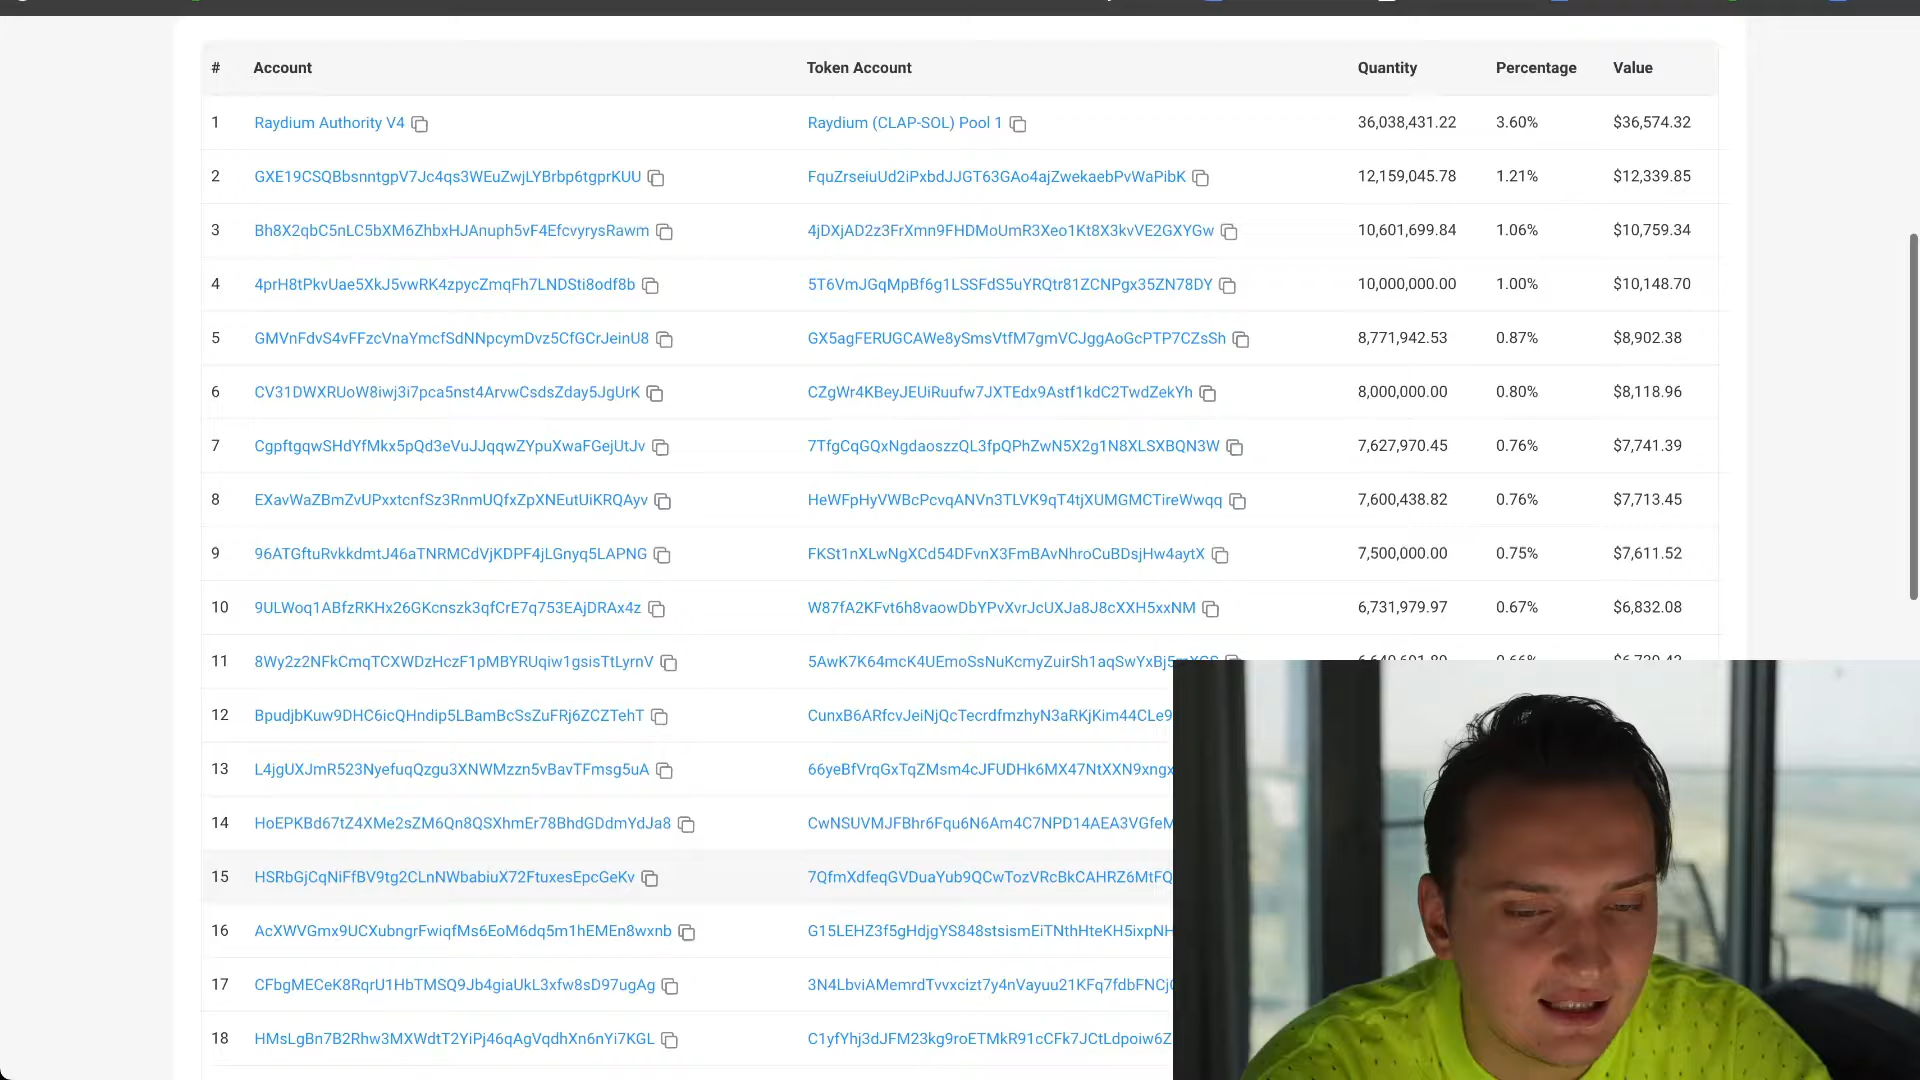 # Account Token Account Quantity Percentage Value
1 Raydium Authority V4 Raydium (CLAP-SOL) Pool 1 36,038,431.22 3.60% $36,574.32
2 GXE19CSQBbsnntgpV7Jc4qs3WEuZwjLYBrbp6tgprKUU FquZrseiuUd2iPxbdJJGT63GAo4ajZwekaebPvWaPibK 12,159,045.78 1.21% $12,339.85
3 Bh8X2qbC5nLC5bXM6ZhbxHJAnuph5vF4EfcvyrysRawm 4jDXjAD2z3FrXmn9FHDMoUmR3Xeo1Kt8X3kvVE2GXYGw 10,601,699.84 1.06% $10,759.34
4 4prH8tPkvUae5XkJ5vwRK4zpycZmqFh7LNDSti8odf8b 5T6VmJGqMpBf6g1LSSFdS5uYRQtr81ZCNPgx35ZN78DY 10,000,000.00 1.00% $10,148.70
5 GMVnFdvS4vFFzcVnaYmcfSdNNpcymDvz5CfGCrJeinU8 GX5agFERUGCAWe8ySmsVtfM7gmVCJggAoGcPTP7CZsSh 8,771,942.53 0.87% $8,902.38
6 CV31DWXRUoW8iwj3i7pca5nst4ArvwCsdsZday5JgUrK CZgWr4KBeyJEUiRuufw7JXTEdx9Astf1kdC2TwdZekYh 8,000,000.00 0.80% $8,118.96
7 CgpftgqwSHdYfMkx5pQd3eVuJJqqwZYpuXwaFGejUtJv 7TfgCqGQxNgdaoszzQL3fpQPhZwN5X2g1N8XLSXBQN3W 7,627,970.45 0.76% $7,741.39
8 EXavWaZBmZvUPxxtcnfSz3RnmUQfxZpXNEutUiKRQAyv HeWFpHyVWBcPcvqANVn3TLVK9qT4tjXUMGMCTireWwqq 7,600,438.82 0.76% $7,713.45
9 96ATGftuRvkkdmtJ46aTNRMCdVjKDPF4jLGnyq5LAPNG FKSt1nXLwNgXCd54DFvnX3FmBAvNhroCuBDsjHw4aytX 7,500,000.00 0.75% $7,611.52
10 9ULWoq1ABfzRKHx26GKcnszk3qfCrE7q753EAjDRAx4z W87fA2KFvt6h8vaowDbYPvXvrJcUXJa8J8cXXH5xxNM 6,731,979.97 0.67% $6,832.08
11 8Wy2z2NFkCmqTCXWDzHczF1pMBYRUqiw1gsisTtLyrnV
12 BpudjbKuw9DHC6icQHndip5LBamBcSsZuFRj6ZCZTehT CunxB6ARfcvJeiNjQcTecrdfmzhyN3aRKjKim44CLe9
13 L4jgUXJmR523NyefuqQzgu3XNWMzzn5vBavTFmsg5uA 66yeBfVrqGxTqZMsm4cJFUDHk6MX47NtXXN9xngx
14 HoEPKBd67tZ4XMe2sZM6Qn8QSXhmEr78BhdGDdmYdJa8 CwNSUVMJFBhr6Fqu6N6Am4C7NPD14AEA3VGfeM
15 HSRbGjCqNiFfBV9tg2CLnNWbabiuX72FtuxesEpcGeKv 7QfmXdfeqGVDuaYub9QCwTozVRcBkCAHRZ6MtFQ
16 AcXWVGmx9UCXubngrFwiqfMs6EoM6dq5m1hEMEn8wxnb G15LEHZ3f5gHdjgYS848stsismEiTNthHteKH5ixpNH
17 CFbgMECeK8RqrU1HbTMSQ9Jb4giaUkL3xfw8sD97ugAg 3N4LbviAMemrdTvvxcizt7y4nVayuu21KFq7fdbFNCj
18 HMsLgBn7B2Rhw3MXWdtT2YiPj46qAgVqdhXn6nYi7KGL C1yfYhj3dJFM23kg9roETMkR91cCFk7JCtLdpoiw6Z